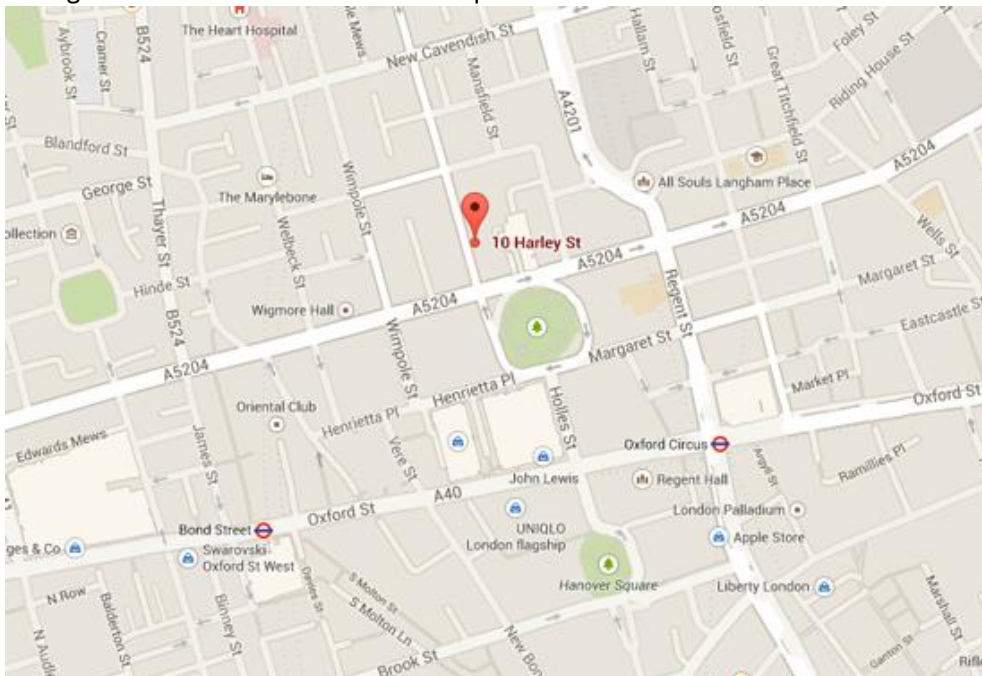 The Heart Hospital
B524
Aybrook St
Cramer St
New Cavendish St
Mansfield St
Hallam St
Great Titchfield St
Foley St
Riding House St
A4201
Blandford St
George St
The Marylebone
Wimpole St
All Souls Langham Place
A5204
A5204
Thayer St
Welbeck St
10 Harley St
A5204
Wells St
Hinde St
Wigmore Hall
A5204
Regent St
Margaret St
Eastcastle St
B524
A5204
Wimpole St
Henrietta Pl
Margaret St
Market Pl
Oxford St
Oriental Club
Henrietta Pl
Holles St
Edwards Mews
James St
Vere St
Oxford Circus
Argyll St
Ramillies Pl
John Lewis
Regent Hall
A40
Oxford St
London Palladium
Bond Street
UNIQLO
London flagship
Apple Store
Swarovski
Oxford St West
Hanover Square
Liberty London
N Row
Balderton St
Binney St
Davies St
S Molton St
S Molton Ln
Brook St
Marshall St
Ganton St